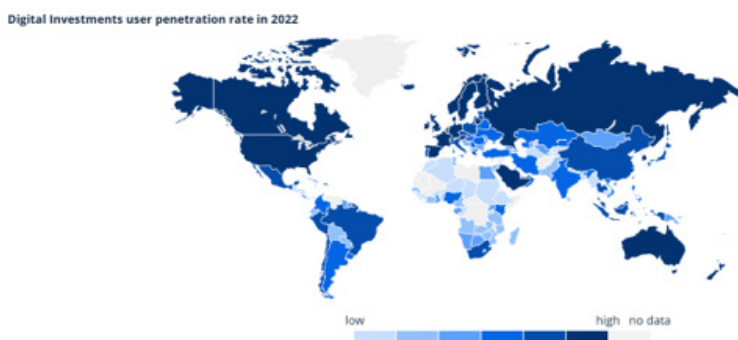 Digital Investments user penetration rate in 2022
low high no data